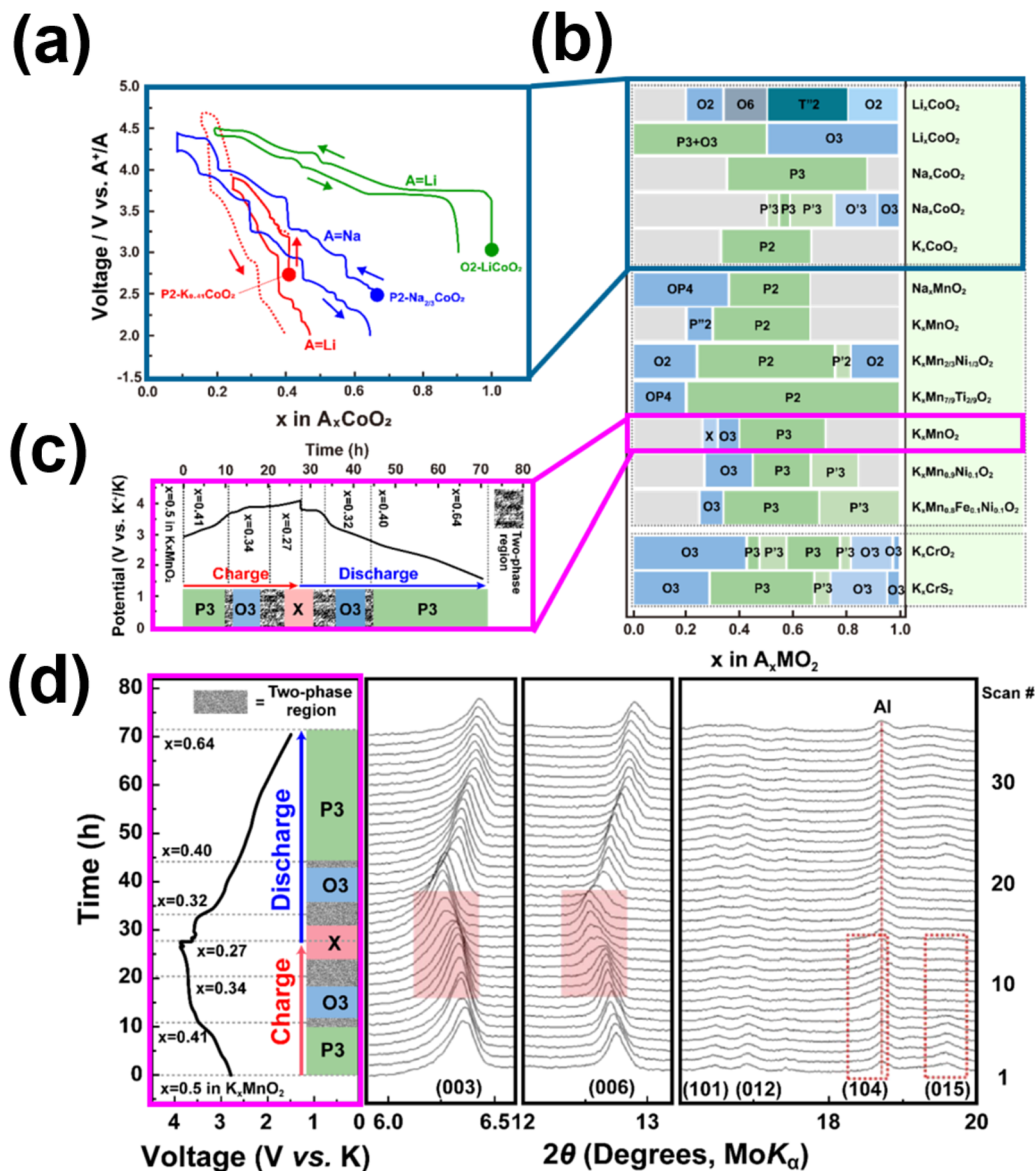 (a)
5.0
4.5
4.0
3.5
3.0
2.5
2.0
-1.5
Voltage / V vs. A⁺/A
A=Li
A=Na
O2-LiCoO₂
P2-K₀.₄₁CoO₂
P2-Na₂/₃CoO₂
A=Li
0.0 0.2 0.4 0.6 0.8 1.0
x in AₓCoO₂
(b)
O2 O6 T"2 O2 LiₓCoO₂
P3+O3 O3 LiₓCoO₂
P3 NaₓCoO₂
P'3 P3 P'3 O'3 O3 NaₓCoO₂
P2 KₓCoO₂
OP4 P2 NaₓMnO₂
P"2 P2 KₓMnO₂
O2 P2 P'2 O2 KₓMn₂/₃Ni₁/₃O₂
OP4 P2 KₓMn₇/₉Ti₂/₉O₂
X O3 P3 KₓMnO₂
O3 P3 P'3 KₓMn₀.₉Ni₀.₁O₂
O3 P3 P'3 KₓMn₀.₈Fe₀.₁Ni₀.₁O₂
O3 P3 P'3 P3 P'3 O'3 O3 KₓCrO₂
O3 P3 P'3 O'3 O3 KₓCrS₂
0.0 0.2 0.4 0.6 0.8 1.0
x in AₓMO₂
(c)
Time (h)
0 10 20 30 40 50 60 70 80
Potential (V vs. K⁺/K)
4
3
2
1
0
x=0.5 in KxMnO₂
x=0.41
x=0.34
x=0.27
x=0.32
x=0.40
x=0.64
Two-phase
region
Charge
Discharge
P3 O3 X O3 P3
(d)
Time (h)
80
70
60
50
40
30
20
10
0
= Two-phase
region
x=0.64
x=0.40
x=0.32
x=0.27
x=0.34
x=0.41
x=0.5 in KₓMnO₂
Discharge
Charge
P3
O3
X
O3
P3
4 3 2 1 0
Voltage (V vs. K)
(003)
6.0 6.5
(006)
12 13
Al
(101) (012) (104) (015)
18 20
Scan #
30
20
10
1
2θ (Degrees, MoKα)